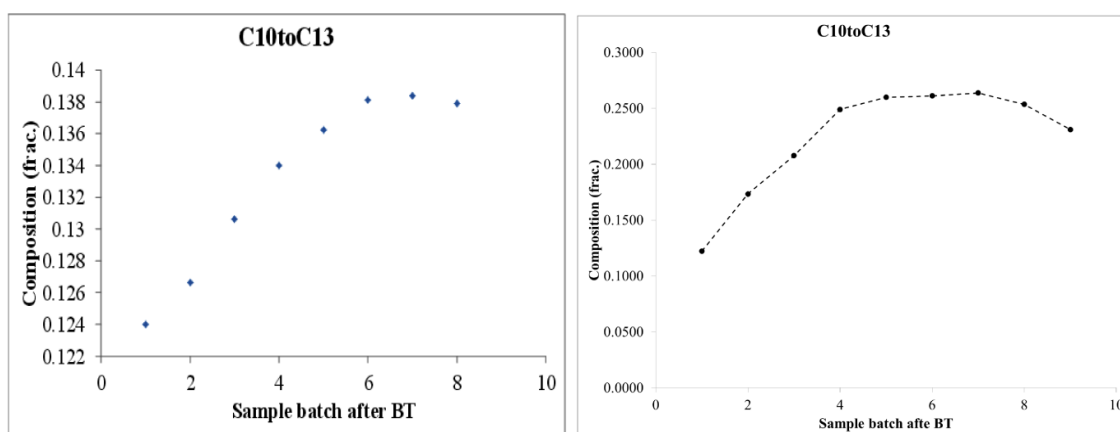 C10toC13
Composition (frac.)
0.14
0.138
0.136
0.134
0.132
0.13
0.128
0.126
0.124
0.122
0 2 4 6 8 10
Sample batch after BT
C10toC13
Composition (frac.)
0.3000
0.2500
0.2000
0.1500
0.1000
0.0500
0.0000
0 2 4 6 8 10
Sample batch afte BT